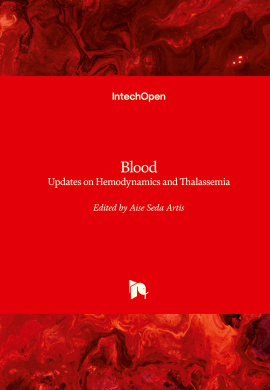 IntechOpen
Blood
Updates on Hemodynamics and Thalassemia
Edited by Aise Seda Artis